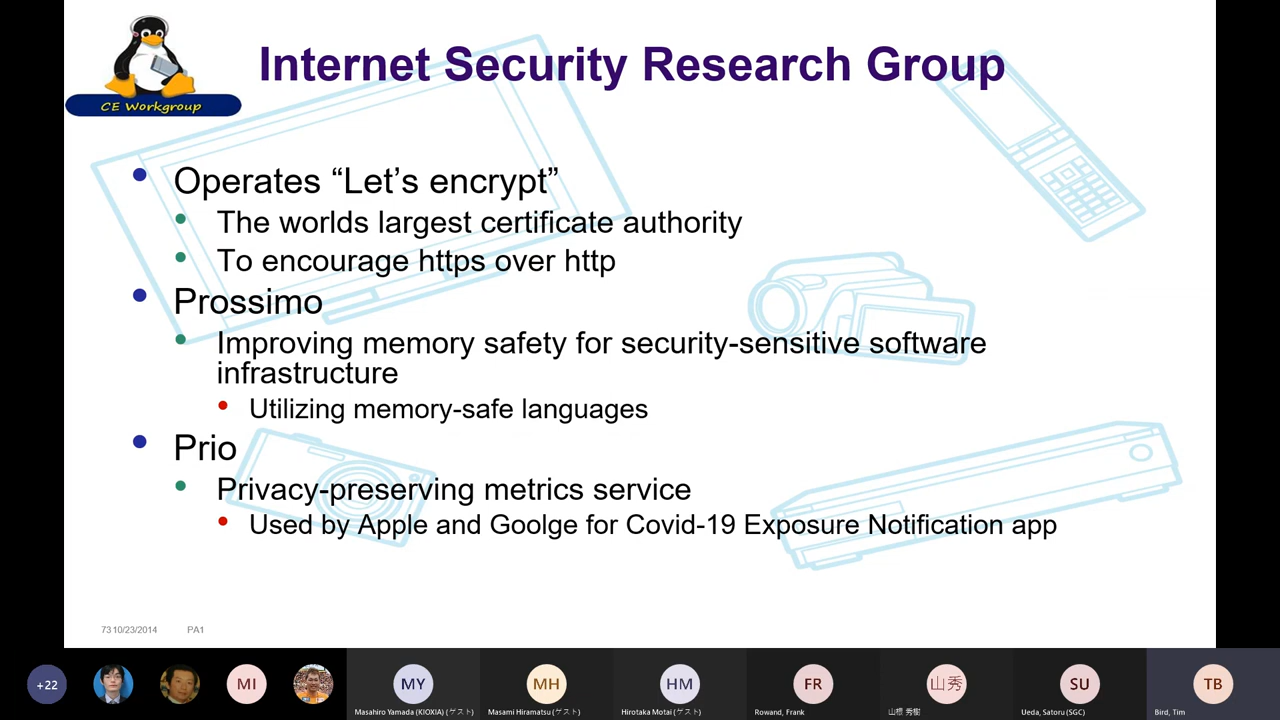 CE Workgroup
Internet Security Research Group
Operates “Let’s encrypt”
The worlds largest certificate authority
To encourage https over http
Prossimo
Improving memory safety for security-sensitive software
infrastructure
Utilizing memory-safe languages
Prio
Privacy-preserving metrics service
Used by Apple and Goolge for Covid-19 Exposure Notification app
73 10/23/2014 PA1
+22
MI
MY
MH
HM
FR
山秀
SU
TB
Masahiro Yamada (KIOXIA) (ゲスト)
Masami Hiramatsu (ゲスト)
Hirotaka Motai (ゲスト)
Rowand, Frank
山根 秀樹
Ueda, Satoru (SGC)
Bird, Tim